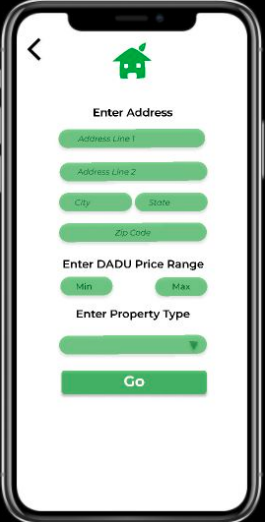 Enter Address
Address Line 1
Address Line 2
City State
Zip Code
Enter DADU Price Range
Min Max
Enter Property Type
Go